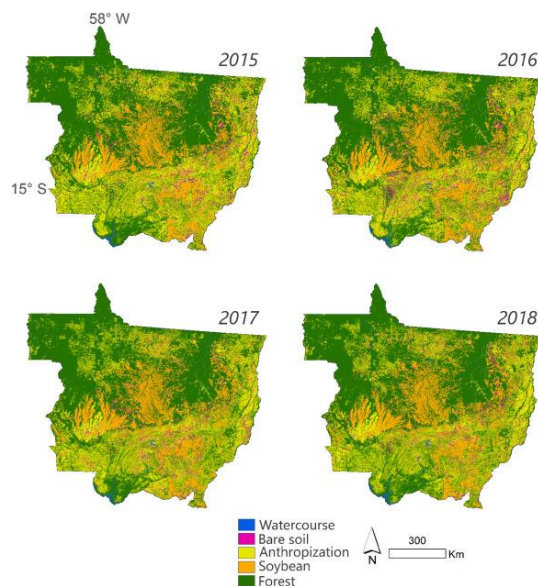 58° W
2015
2016
15° S
2017
2018
Watercourse
Bare soil
Anthropization
Soybean
Forest
N
300
Km